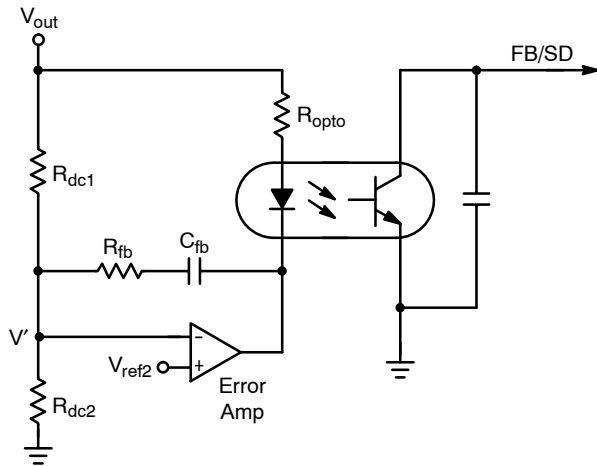 Vout
FB/SD
Ropto
Rdc1
Rfb
Cfb
V′
−
Vref2
+
Error
Amp
Rdc2